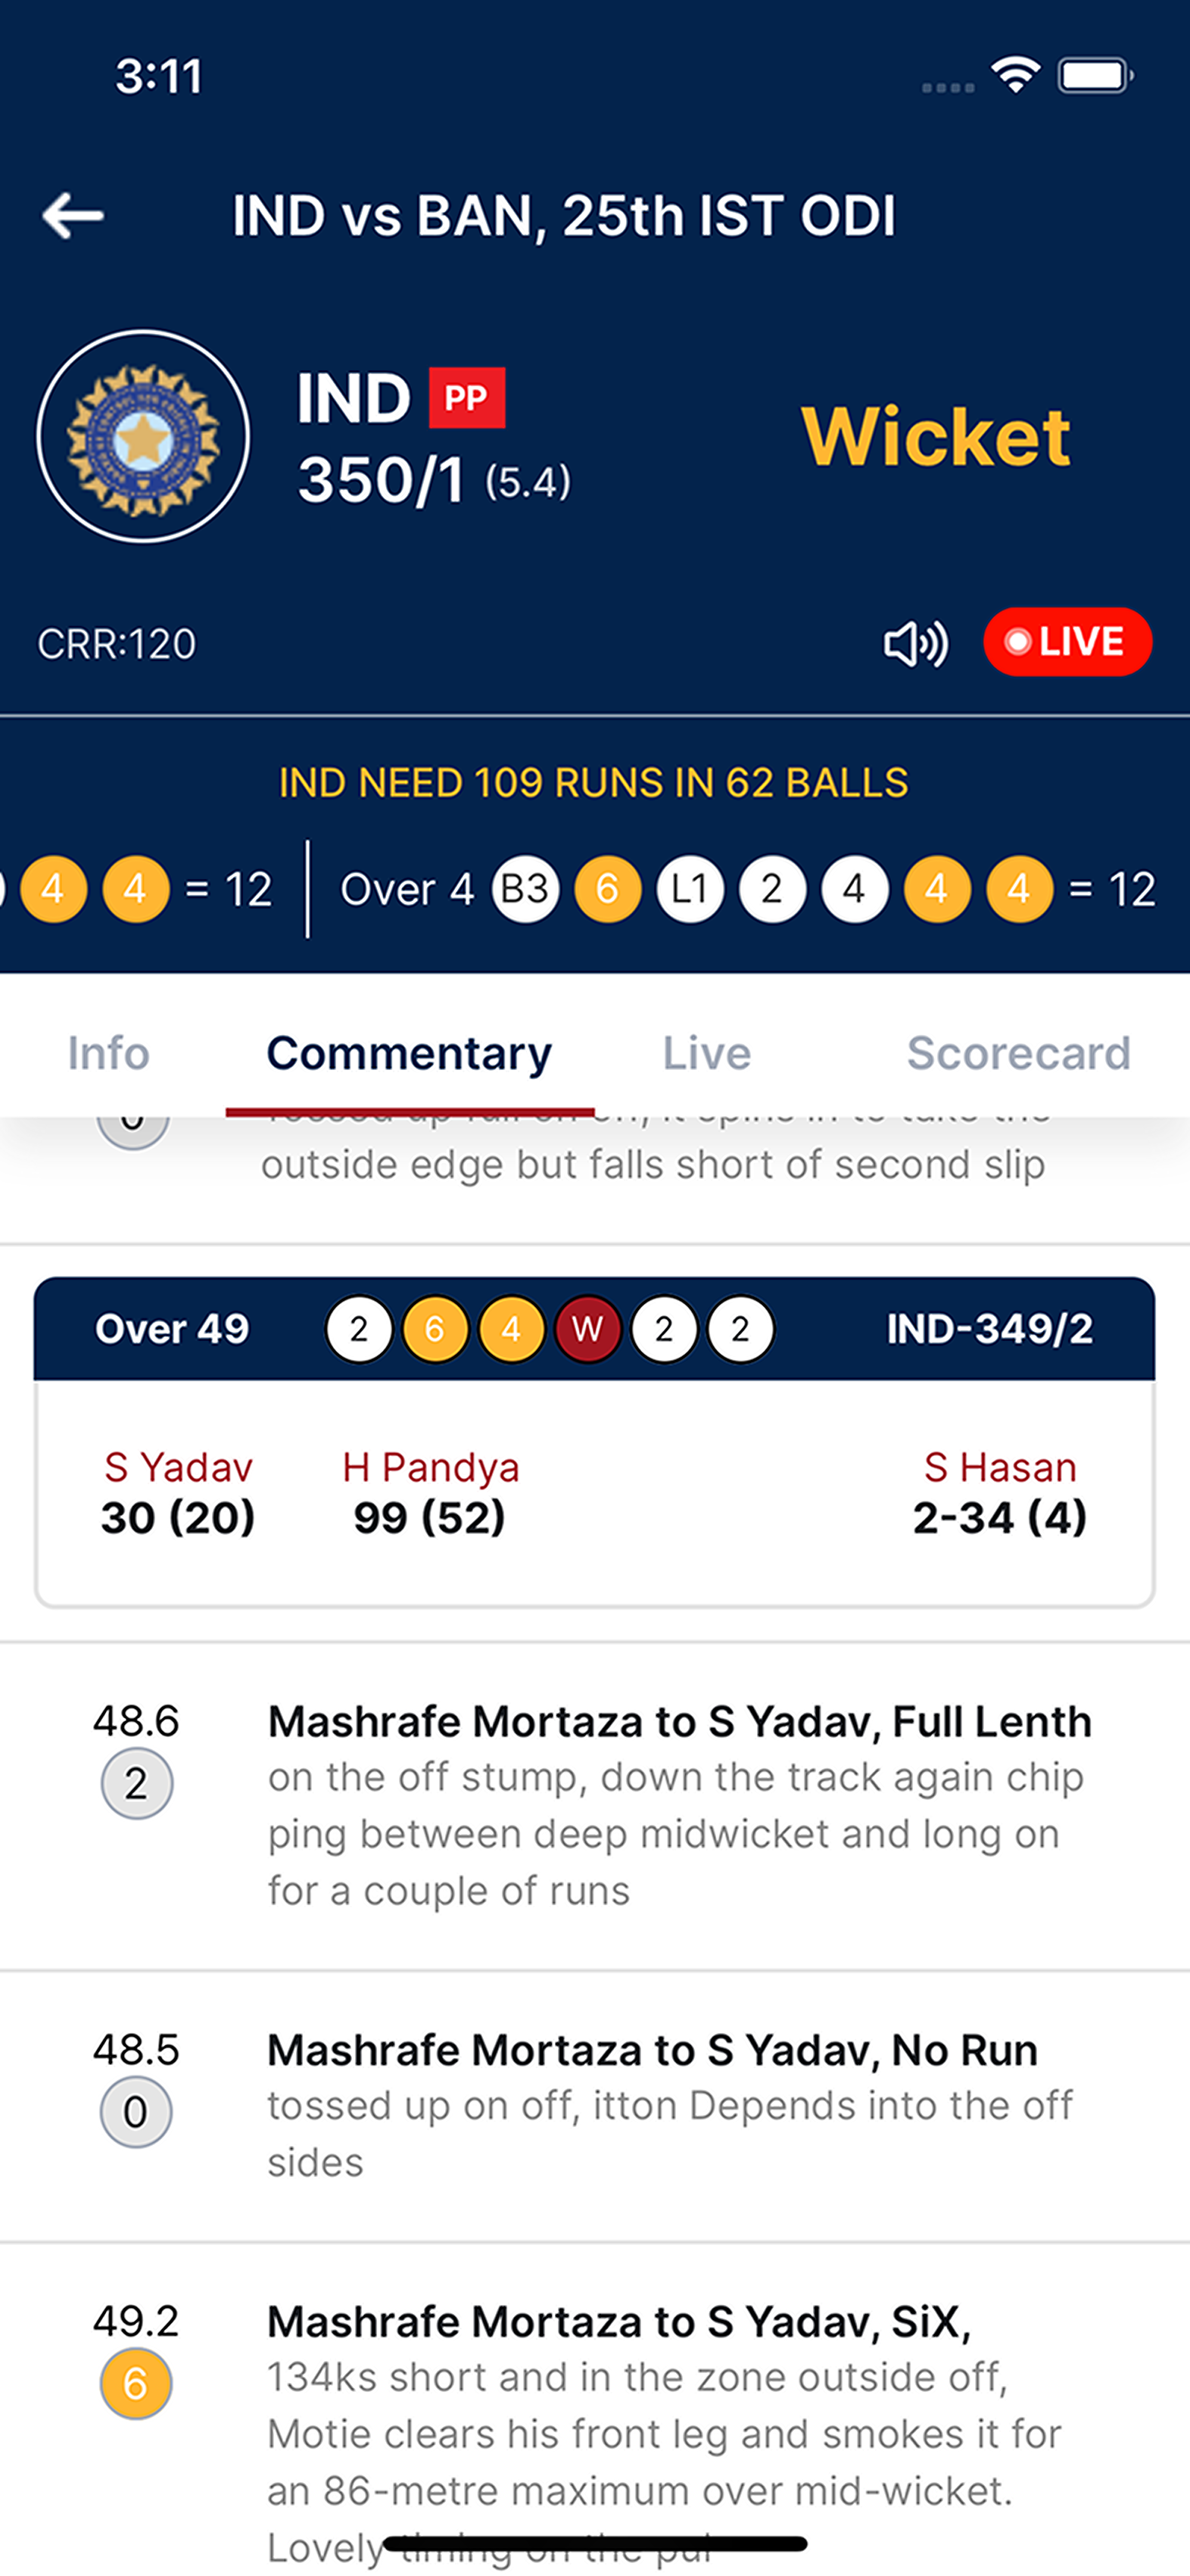 3:11
IND vs BAN, 25th IST ODI
IND PP
350/1 (5.4)
Wicket
CRR:120
LIVE
IND NEED 109 RUNS IN 62 BALLS
4 4 = 12 Over 4 B3 6 L1 2 4 4 4 = 12
Info Commentary Live Scorecard
outside edge but falls short of second slip
Over 49 2 6 4 W 2 2 IND-349/2
S Yadav H Pandya S Hasan
30 (20) 99 (52) 2-34 (4)
48.6 Mashrafe Mortaza to S Yadav, Full Lenth
2 on the off stump, down the track again chip
ping between deep midwicket and long on
for a couple of runs
48.5 Mashrafe Mortaza to S Yadav, No Run
0 tossed up on off, itton Depends into the off
sides
49.2 Mashrafe Mortaza to S Yadav, SiX,
6 134ks short and in the zone outside off,
Motie clears his front leg and smokes it for
an 86-metre maximum over mid-wicket.
Lovely timing on the pul